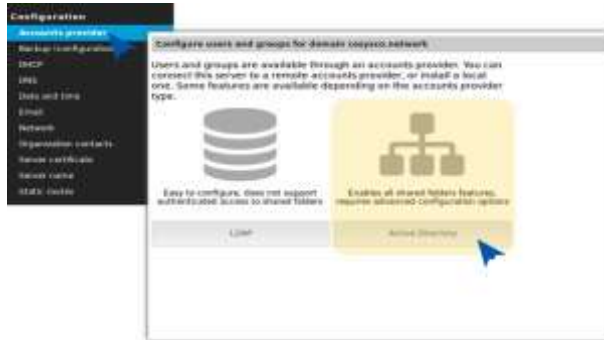 Configuration
Accounts provider
Backup (configuration)
DHCP
DNS
Date and time
Email
Network
Organization contacts
Server certificate
Server name
Static routes
Configure users and groups for domain
Users and groups are available through an accounts provider. You can
connect this server to a remote accounts provider, or install a local
one. Some features are available depending on the accounts provider
type.
Easy to configure, does not support
authenticated access to shared folders
Enables all shared folders features,
requires advanced configuration options
LDAP
Active Directory